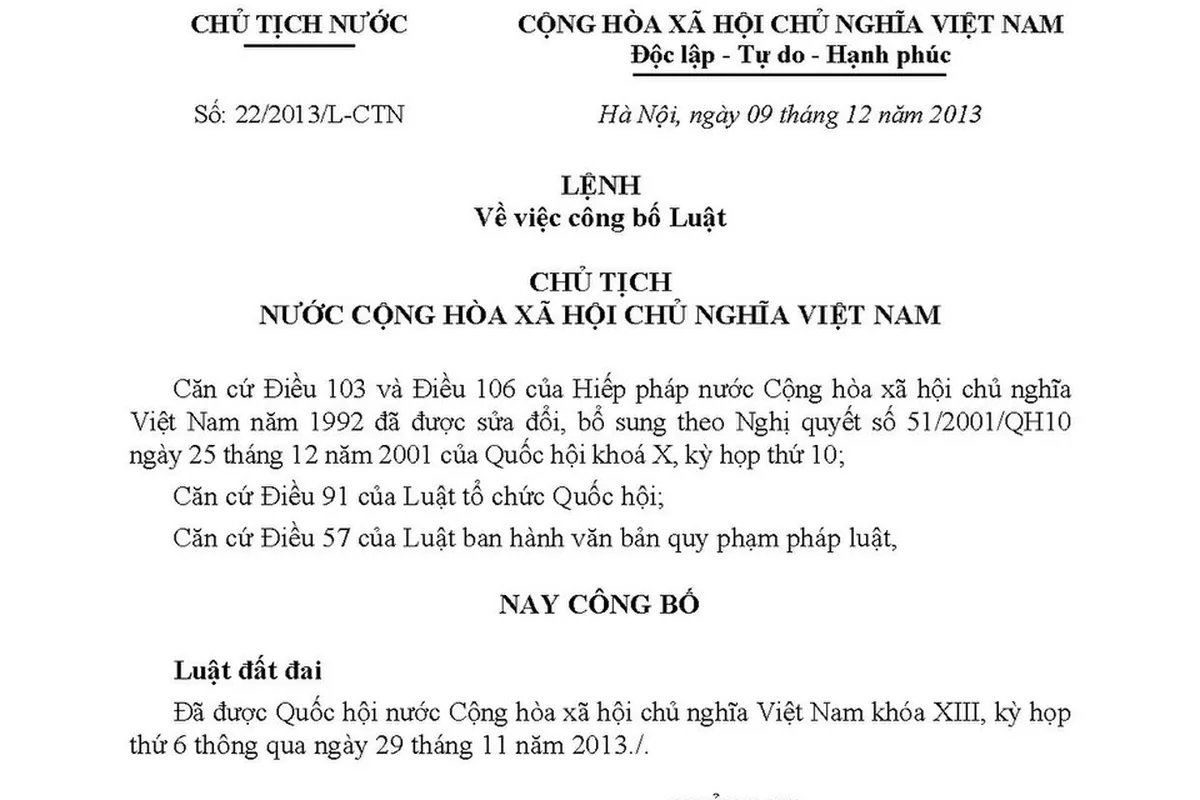 CHỦ TỊCH NƯỚC
CỘNG HÒA XÃ HỘI CHỦ NGHĨA VIỆT NAM
Độc lập - Tự do - Hạnh phúc
Số: 22/2013/L-CTN
Hà Nội, ngày 09 tháng 12 năm 2013
LỆNH
Về việc công bố Luật
CHỦ TỊCH
NƯỚC CỘNG HÒA XÃ HỘI CHỦ NGHĨA VIỆT NAM
Căn cứ Điều 103 và Điều 106 của Hiếp pháp nước Cộng hòa xã hội chủ nghĩa
Việt Nam năm 1992 đã được sửa đổi, bổ sung theo Nghị quyết số 51/2001/QH10
ngày 25 tháng 12 năm 2001 của Quốc hội khoá X, kỳ họp thứ 10;
Căn cứ Điều 91 của Luật tổ chức Quốc hội;
Căn cứ Điều 57 của Luật ban hành văn bản quy phạm pháp luật,
NAY CÔNG BỐ
Luật đất đai
Đã được Quốc hội nước Cộng hòa xã hội chủ nghĩa Việt Nam khóa XIII, kỳ họp
thứ 6 thông qua ngày 29 tháng 11 năm 2013./.